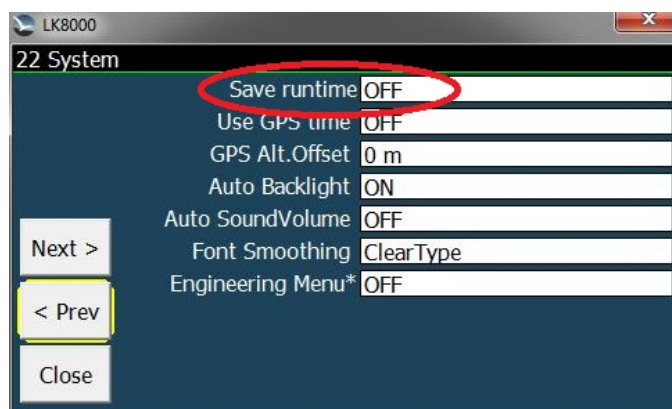 LK8000
22 System
Save runtime OFF
Use GPS time OFF
GPS Alt.Offset 0 m
Auto Backlight ON
Auto SoundVolume OFF
Font Smoothing ClearType
Engineering Menu* OFF
Next >
< Prev
Close